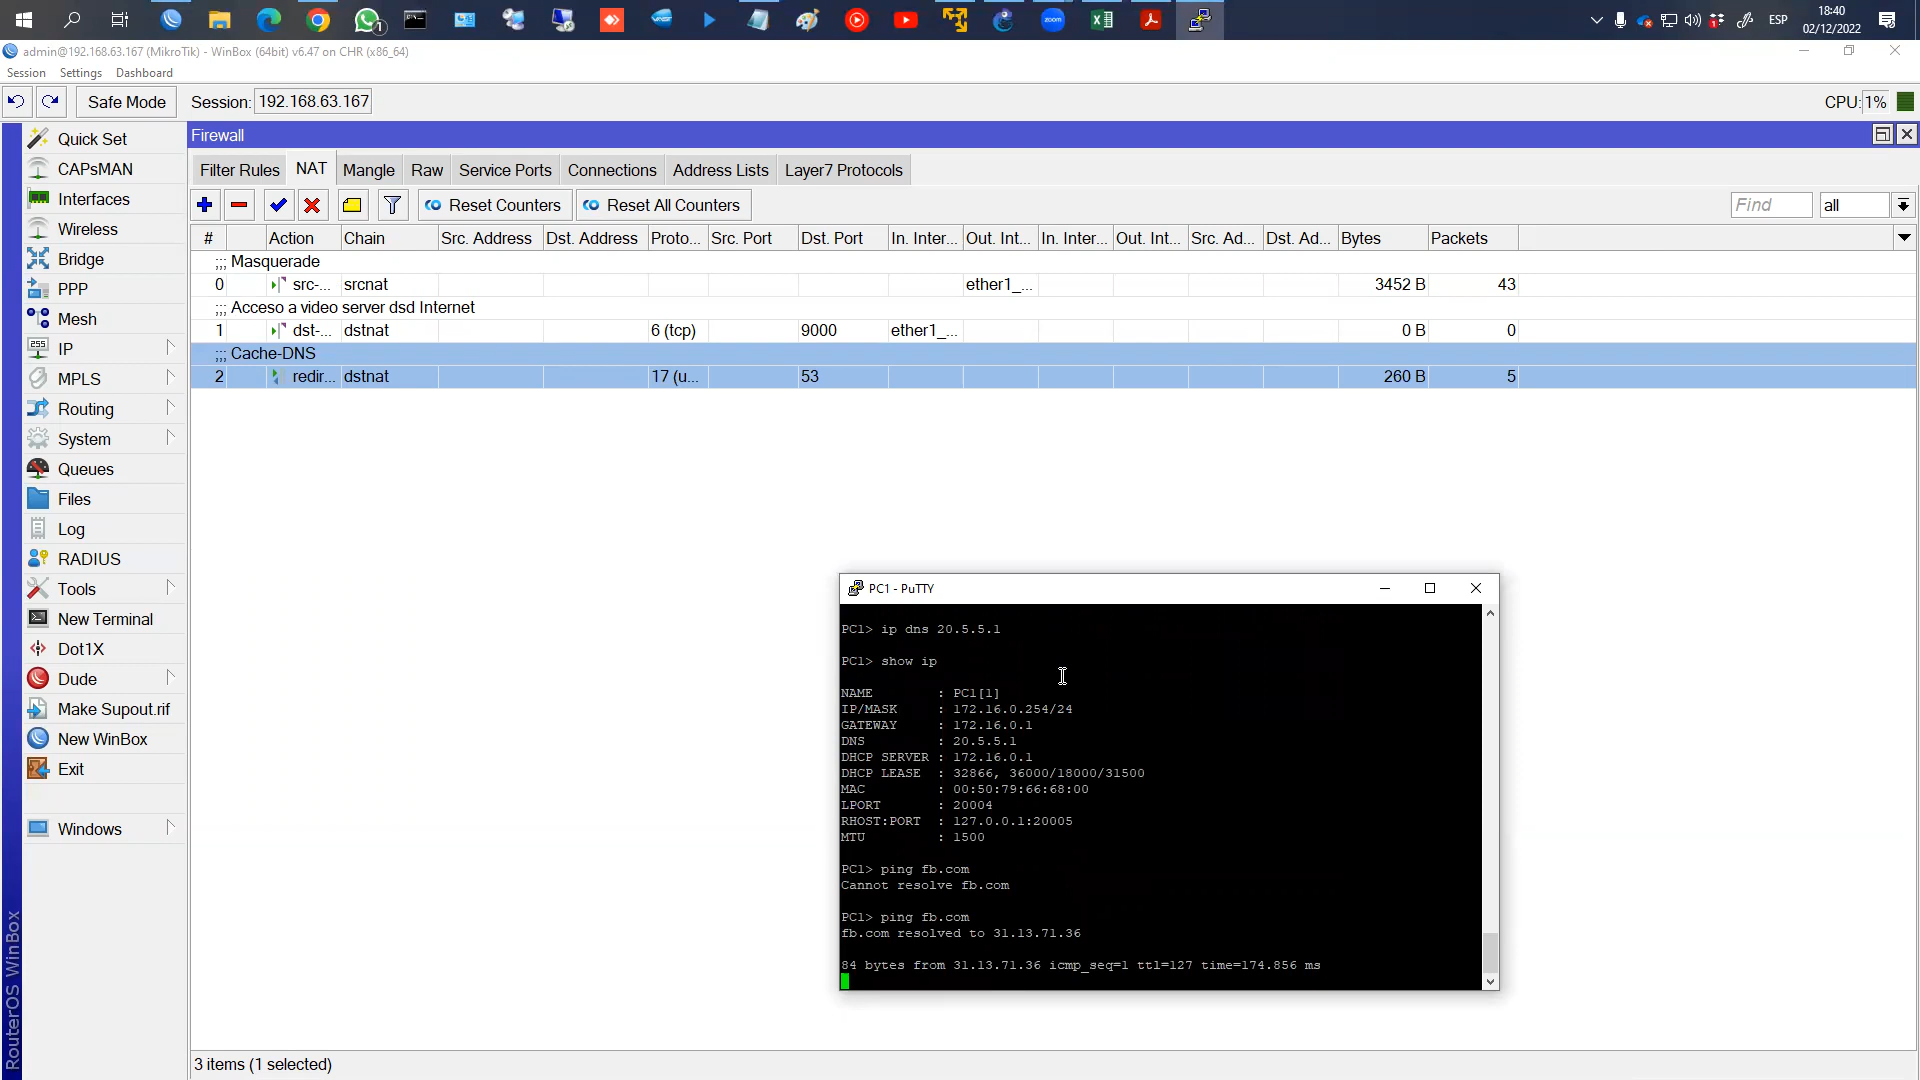 1
ESP
18:40
02/12/2022
zoom
admin@192.168.63.167 (MikroTik) - WinBox (64bit) v6.47 on CHR (x86_64)
Session Settings Dashboard
Safe Mode Session: 192.168.63.167 CPU: 1%
Quick Set
CAPsMAN
Interfaces
Wireless
Bridge
PPP
Mesh
255 IP
MPLS
Routing
System
Queues
Files
Log
RADIUS
Tools
New Terminal
Dot1X
Dude
Make Supout.rif
New WinBox
Exit
Windows
RouterOS WinBox
Firewall
Filter Rules NAT Mangle Raw Service Ports Connections Address Lists Layer7 Protocols
Reset Counters Reset All Counters Find all
# Action Chain Src. Address Dst. Address Proto... Src. Port Dst. Port In. Inter... Out. Int... In. Inter... Out. Int... Src. Ad... Dst. Ad... Bytes Packets
;;; Masquerade
0 src-... srcnat ether1_... 3452 B 43
;;; Acceso a video server dsd Internet
1 dst-... dstnat 6 (tcp) 9000 ether1_... 0 B 0
;;; Cache-DNS
2 redir... dstnat 17 (u... 53 260 B 5
PC1 - PuTTY
PC1> ip dns 20.5.5.1
PC1> show ip
NAME : PC1[1]
IP/MASK : 172.16.0.254/24
GATEWAY : 172.16.0.1
DNS : 20.5.5.1
DHCP SERVER : 172.16.0.1
DHCP LEASE : 32866, 36000/18000/31500
MAC : 00:50:79:66:68:00
LPORT : 20004
RHOST:PORT : 127.0.0.1:20005
MTU : 1500
PC1> ping fb.com
Cannot resolve fb.com
PC1> ping fb.com
fb.com resolved to 31.13.71.36
84 bytes from 31.13.71.36 icmp_seq=1 ttl=127 time=174.856 ms
3 items (1 selected)